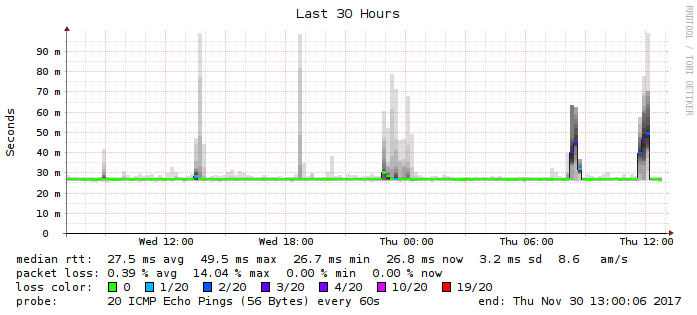 Last 30 Hours
RRDTOOL / TOBI OETIKER
Seconds
90 m
80 m
70 m
60 m
50 m
40 m
30 m
20 m
10 m
0
Wed 12:00 Wed 18:00 Thu 00:00 Thu 06:00 Thu 12:00
median rtt: 27.5 ms avg 49.5 ms max 26.7 ms min 26.8 ms now 3.2 ms sd 8.6 am/s
packet loss: 0.39 % avg 14.04 % max 0.00 % min 0.00 % now
loss color: 0 1/20 2/20 3/20 4/20 10/20 19/20
probe: 20 ICMP Echo Pings (56 Bytes) every 60s end: Thu Nov 30 13:00:06 2017